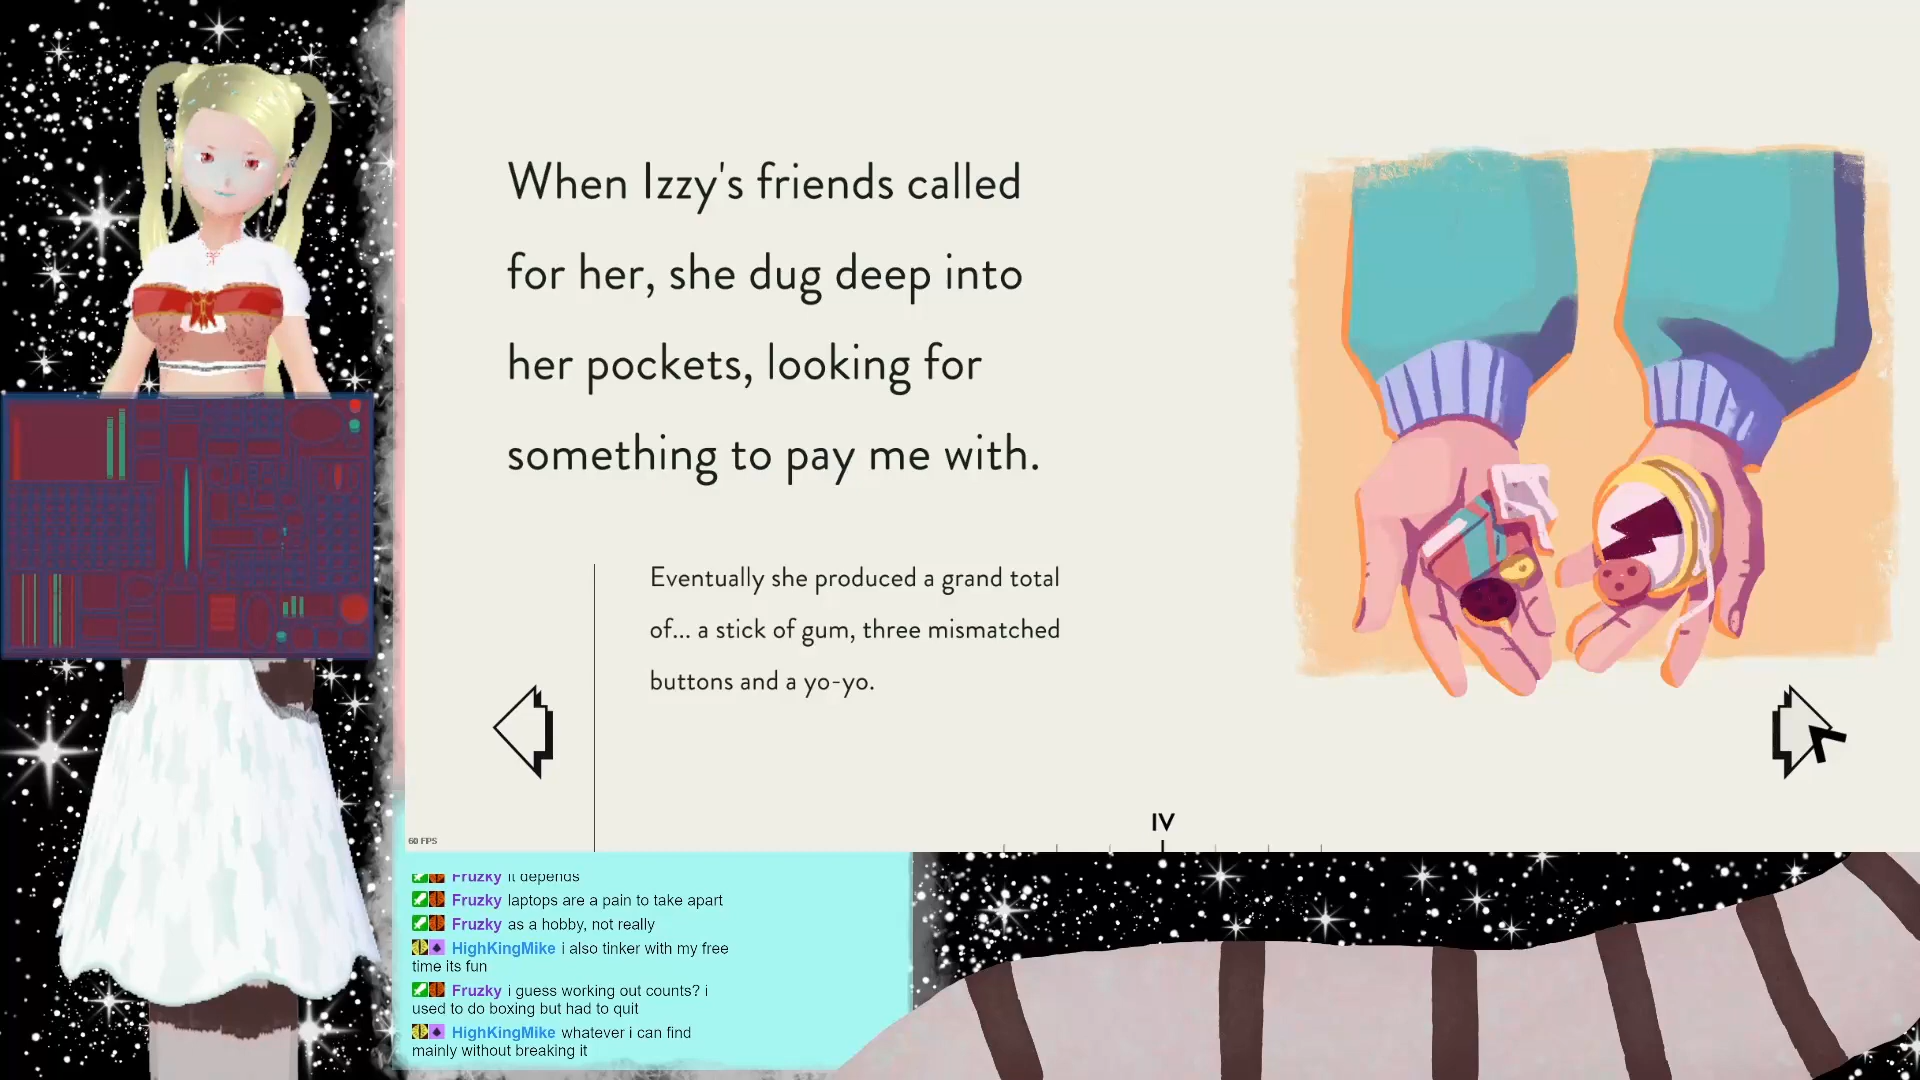 When Izzy's friends called
for her, she dug deep into
her pockets, looking for
something to pay me with.
Eventually she produced a grand total
of... a stick of gum, three mismatched
buttons and a yo-yo.
IV
60 FPS
Fruzky it depends
Fruzky laptops are a pain to take apart
Fruzky as a hobby, not really
HighKingMike i also tinker with my free
time its fun
Fruzky i guess working out counts? i
used to do boxing but had to quit
HighKingMike whatever i can find
mainly without breaking it